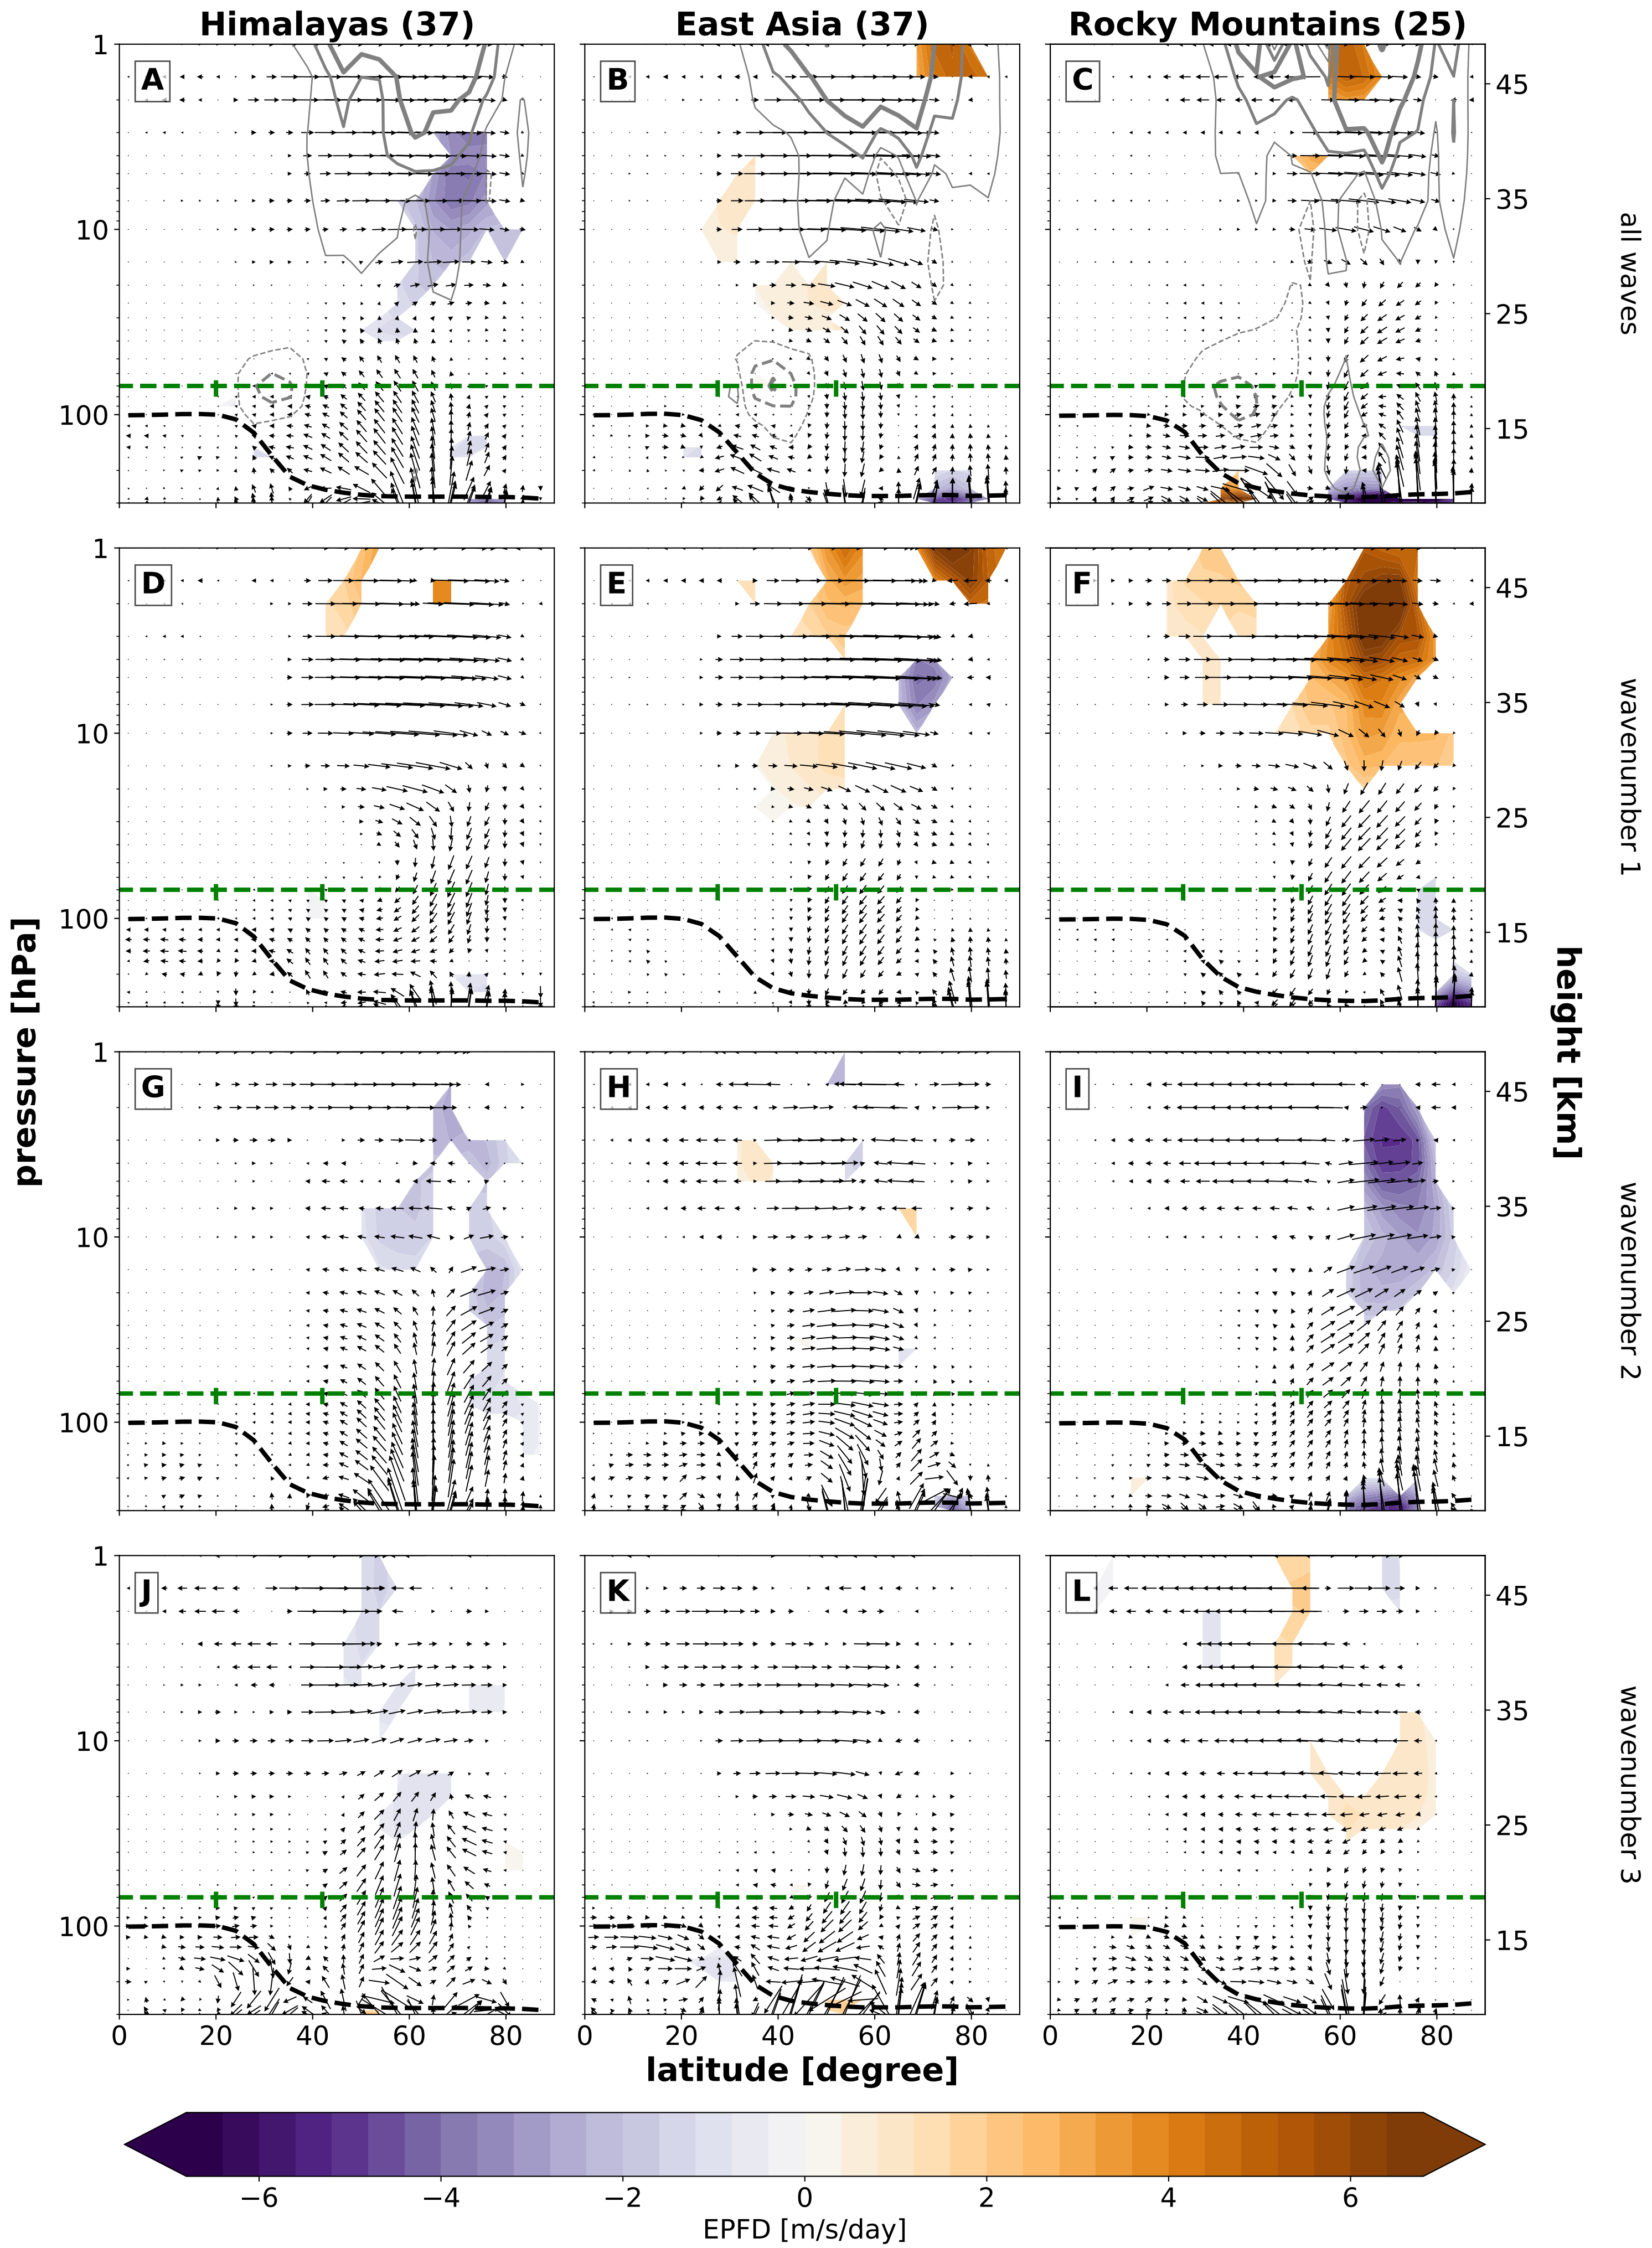 Himalayas (37) East Asia (37) Rocky Mountains (25)
A B C
1 10 100
45 35 25 15
all waves
D E F
1 10 100
45 35 25 15
wavenumber 1
pressure [hPa]
height [km]
G H I
1 10 100
45 35 25 15
wavenumber 2
J K L
1 10 100
45 35 25 15
wavenumber 3
0 20 40 60 80 0 20 40 60 80 0 20 40 60 80
latitude [degree]
−6 −4 −2 0 2 4 6
EPFD [m/s/day]